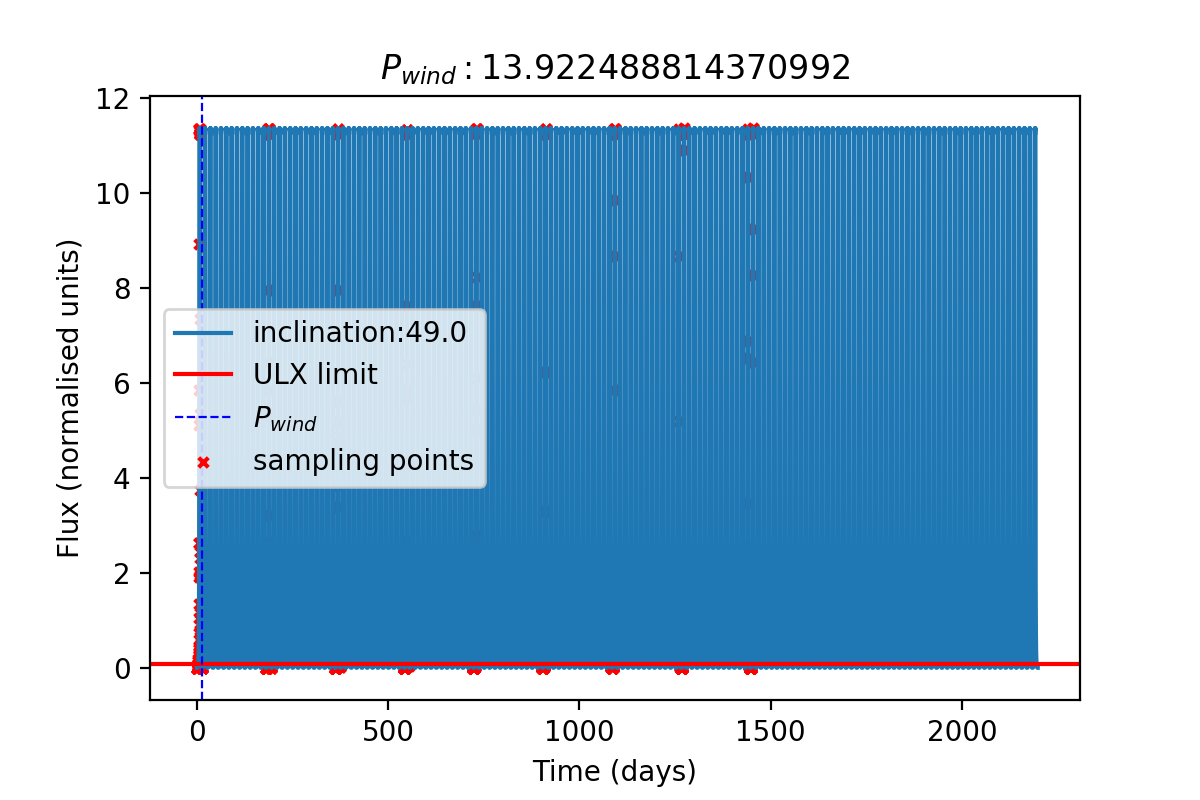 P_wind : 13.922488814370992
12
10
8
6
4
2
0
Flux (normalised units)
inclination:49.0
ULX limit
P_wind
sampling points
0 500 1000 1500 2000
Time (days)